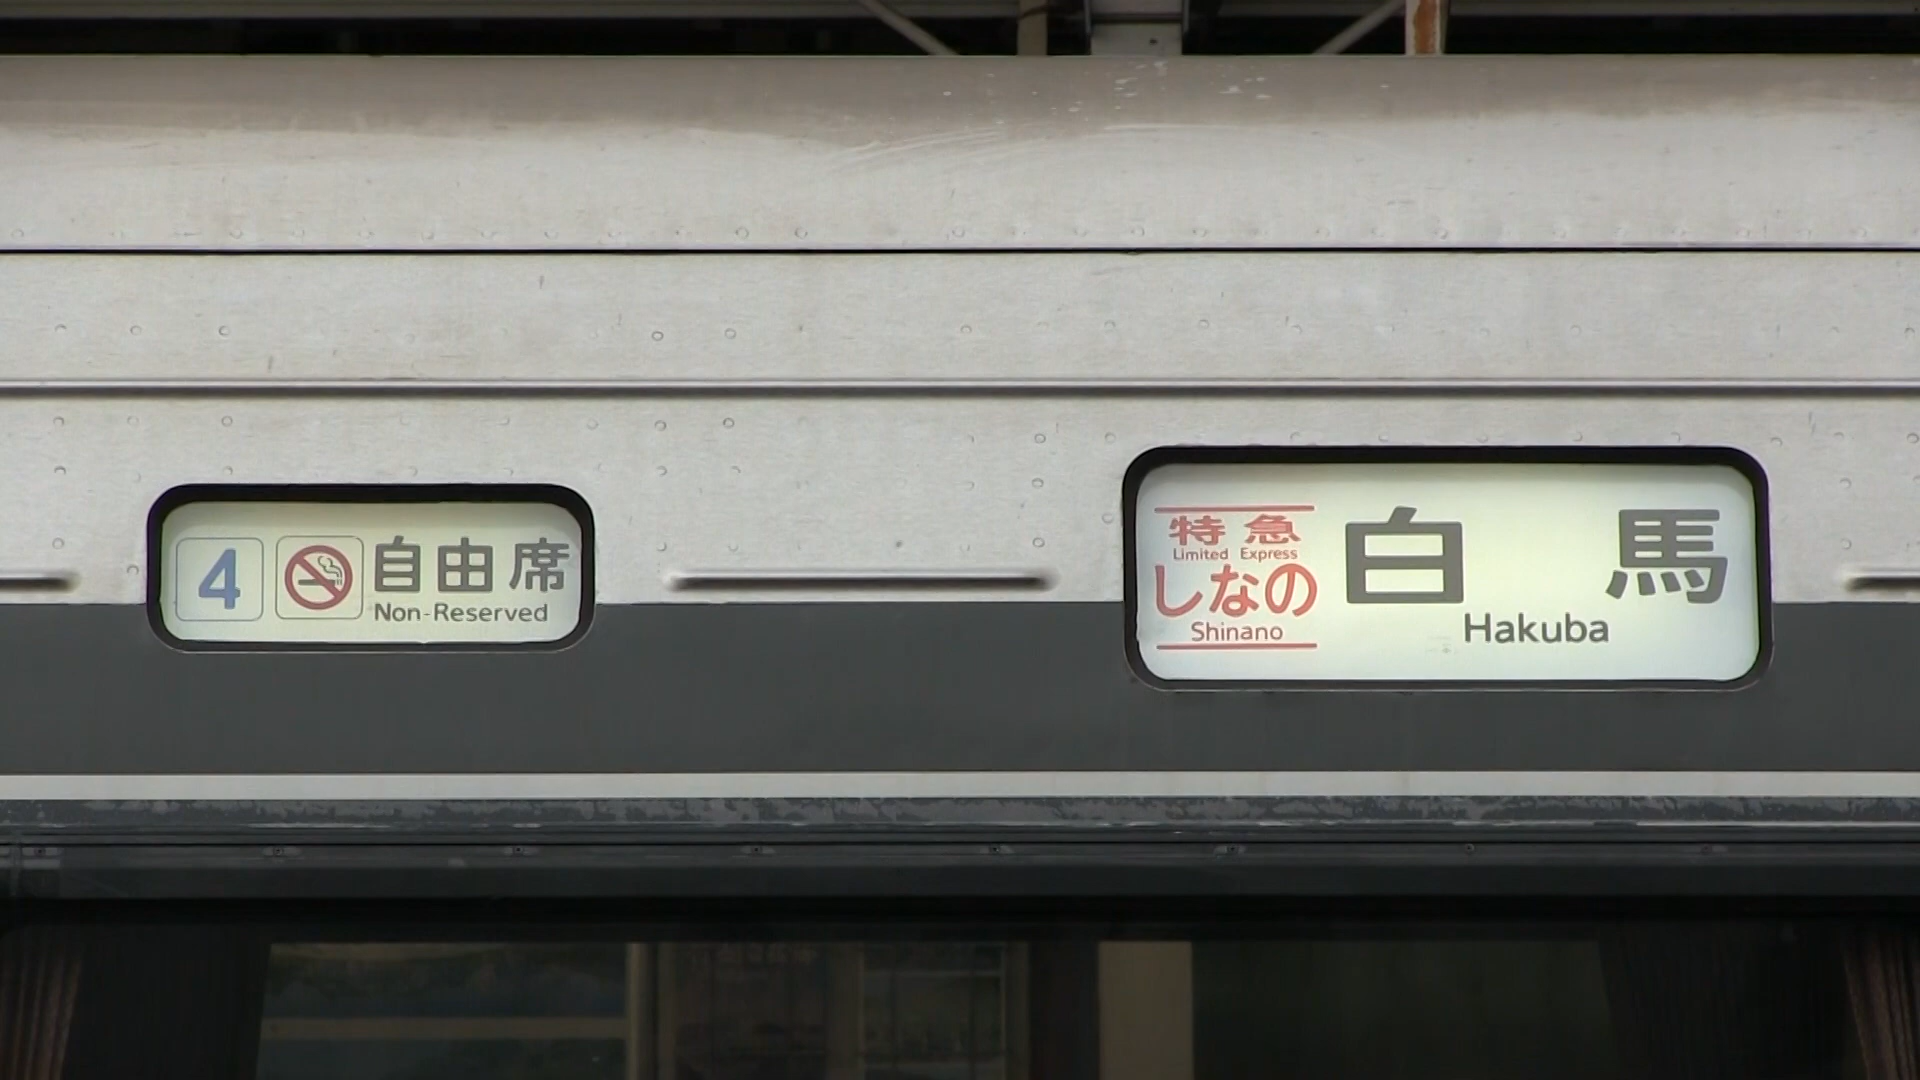 4 自由席
Non-Reserved
特急
Limited Express
しなの
Shinano
白馬
Hakuba